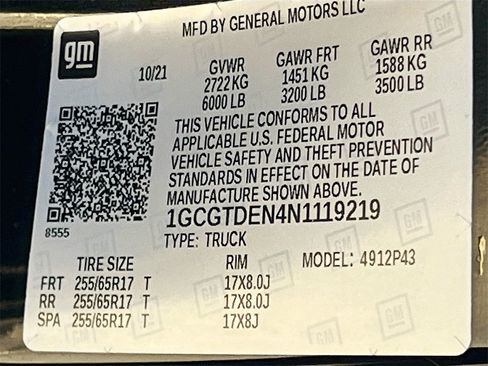 MFD BY GENERAL MOTORS LLC
gm
10/21
GVWR GAWR FRT GAWR RR
2722 KG 1451 KG 1588 KG
6000 LB 3200 LB 3500 LB
THIS VEHICLE CONFORMS TO ALL
APPLICABLE U.S. FEDERAL MOTOR
VEHICLE SAFETY AND THEFT PREVENTION
STANDARDS IN EFFECT ON THE DATE OF
MANUFACTURE SHOWN ABOVE.
8555
1GCGTDEN4N1119219
TYPE: TRUCK
TIRE SIZE RIM MODEL: 4912P43
FRT 255/65R17 T 17X8.0J
RR 255/65R17 T 17X8.0J
SPA 255/65R17 T 17X8J